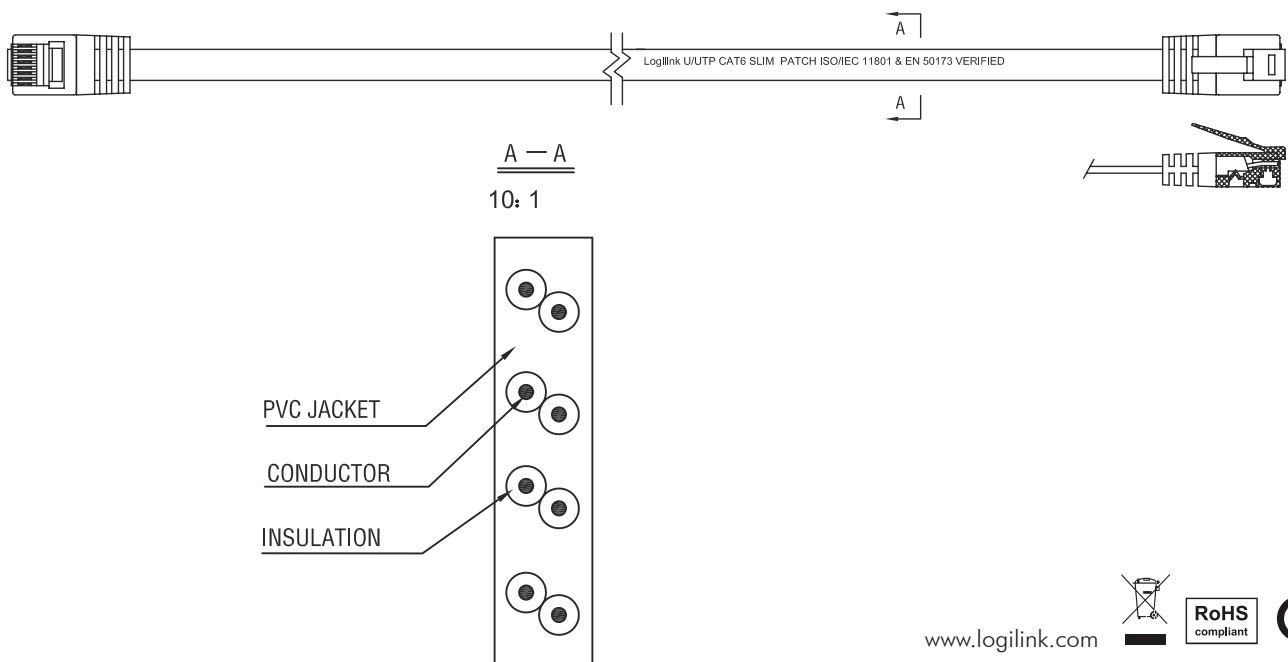 A
LogiIink U/UTP CAT6 SLIM PATCH ISO/IEC 11801 & EN 50173 VERIFIED
A
A — A
10: 1
PVC JACKET
CONDUCTOR
INSULATION
www.logilink.com
RoHS
compliant